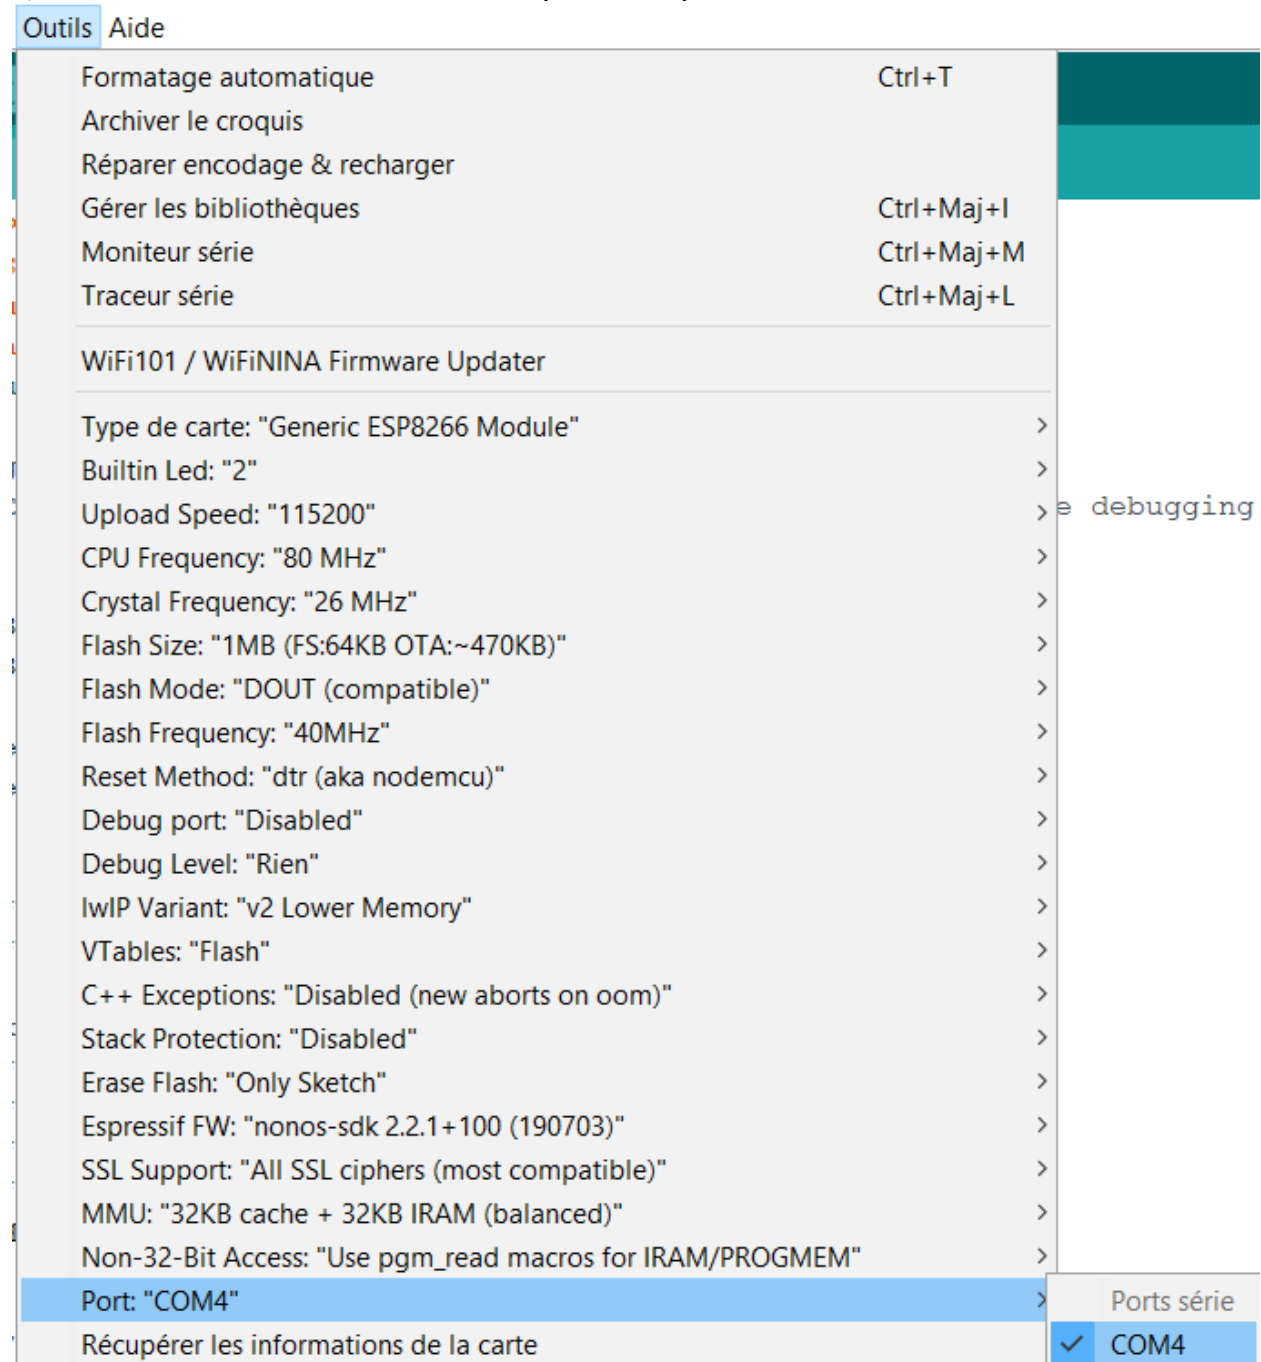 Outils Aide
Formatage automatique Ctrl+T
Archiver le croquis
Réparer encodage & recharger
Gérer les bibliothèques Ctrl+Maj+I
Moniteur série Ctrl+Maj+M
Traceur série Ctrl+Maj+L
WiFi101 / WiFiNINA Firmware Updater
Type de carte: "Generic ESP8266 Module"
Builtin Led: "2"
Upload Speed: "115200"
e debugging
CPU Frequency: "80 MHz"
Crystal Frequency: "26 MHz"
Flash Size: "1MB (FS:64KB OTA:~470KB)"
Flash Mode: "DOUT (compatible)"
Flash Frequency: "40MHz"
Reset Method: "dtr (aka nodemcu)"
Debug port: "Disabled"
Debug Level: "Rien"
lwIP Variant: "v2 Lower Memory"
VTables: "Flash"
C++ Exceptions: "Disabled (new aborts on oom)"
Stack Protection: "Disabled"
Erase Flash: "Only Sketch"
Espressif FW: "nonos-sdk 2.2.1+100 (190703)"
SSL Support: "All SSL ciphers (most compatible)"
MMU: "32KB cache + 32KB IRAM (balanced)"
Non-32-Bit Access: "Use pgm_read macros for IRAM/PROGMEM"
Port: "COM4"
Ports série
Récupérer les informations de la carte
COM4